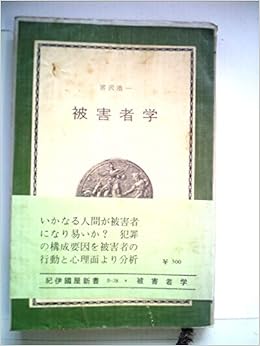 宮沢浩一
被害者学
いかなる人間が被害者
になり易いか？ 犯罪
の構成要因を被害者の
行動と心理面より分析
￥300
紀伊國屋新書 B-28 ★ 被害者学